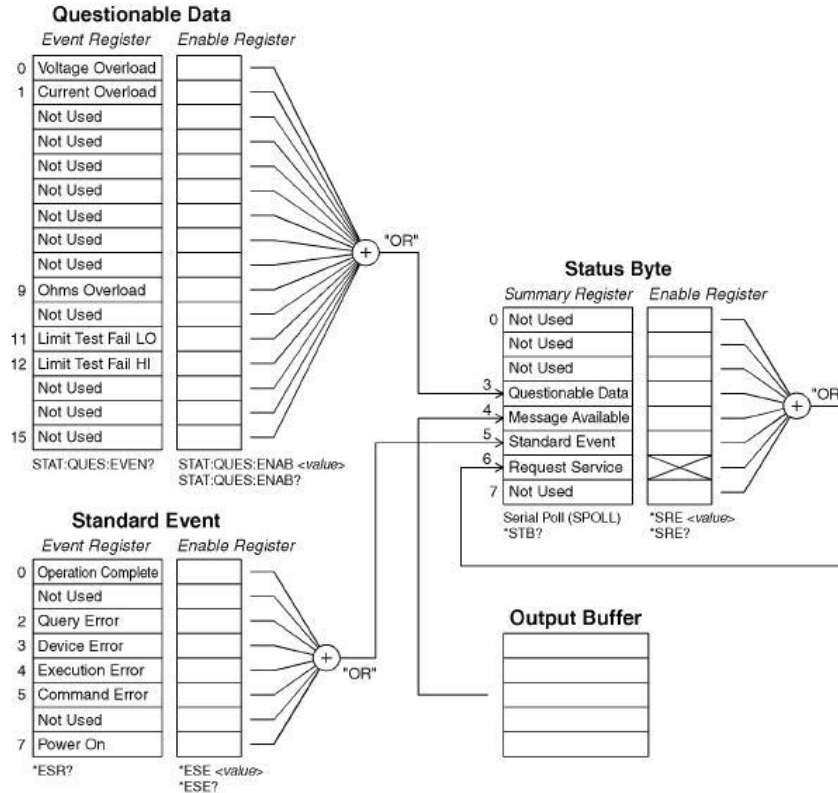 Questionable Data
Event Register Enable Register
0 Voltage Overload
1 Current Overload
Not Used
Not Used
Not Used
Not Used
Not Used
Not Used
Not Used
9 Ohms Overload
Not Used
11 Limit Test Fail LO
12 Limit Test Fail HI
Not Used
Not Used
15 Not Used
STAT:QUES:EVEN? STAT:QUES:ENAB <value>
STAT:QUES:ENAB?
+
"OR"
Status Byte
Summary Register Enable Register
0 Not Used
Not Used
Not Used
3 Questionable Data
4 Message Available
5 Standard Event
6 Request Service
7 Not Used
Serial Poll (SPOLL) *SRE <value>
*STB? *SRE?
+
"OR
Standard Event
Event Register Enable Register
0 Operation Complete
Not Used
2 Query Error
3 Device Error
4 Execution Error
5 Command Error
Not Used
7 Power On
*ESR? *ESE <value>
*ESE?
+
"OR"
Output Buffer